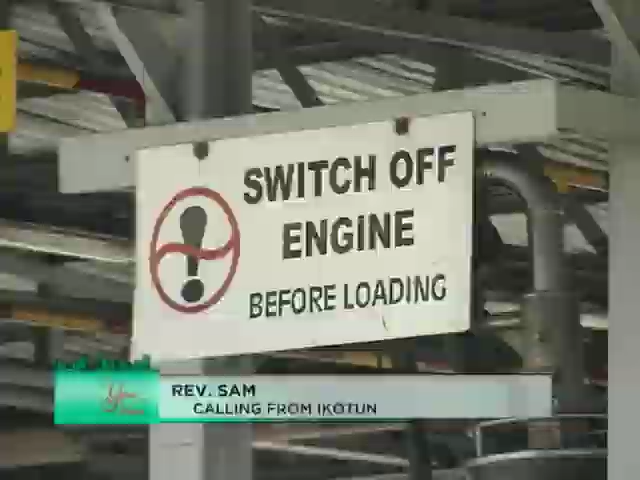 SWITCH OFF
ENGINE
BEFORE LOADING
REV. SAM
CALLING FROM IKOTUN